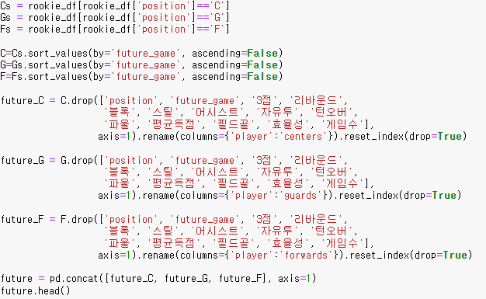 Cs = rookie_df[rookie_df['position']=='C']
Gs = rookie_df[rookie_df['position']=='G']
Fs = rookie_df[rookie_df['position']=='F']
C=Cs.sort_values(by='future_game', ascending=False)
G=Gs.sort_values(by='future_game', ascending=False)
F=Fs.sort_values(by='future_game', ascending=False)
future_C = C.drop(['position', 'future_game', '3점', '리바운드',
'블록', '스틸', '어시스트', '자유투', '턴오버',
'파울', '평균득점', '필드골', '효율성', '게임수'],
axis=1).rename(columns={'player':'centers'}).reset_index(drop=True)
future_G = G.drop(['position', 'future_game', '3점', '리바운드',
'블록', '스틸', '어시스트', '자유투', '턴오버',
'파울', '평균득점', '필드골', '효율성', '게임수'],
axis=1).rename(columns={'player':'guards'}).reset_index(drop=True)
future_F = F.drop(['position', 'future_game', '3점', '리바운드',
'블록', '스틸', '어시스트', '자유투', '턴오버',
'파울', '평균득점', '필드골', '효율성', '게임수'],
axis=1).rename(columns={'player':'forwards'}).reset_index(drop=True)
future = pd.concat([future_C, future_G, future_F], axis=1)
future.head()